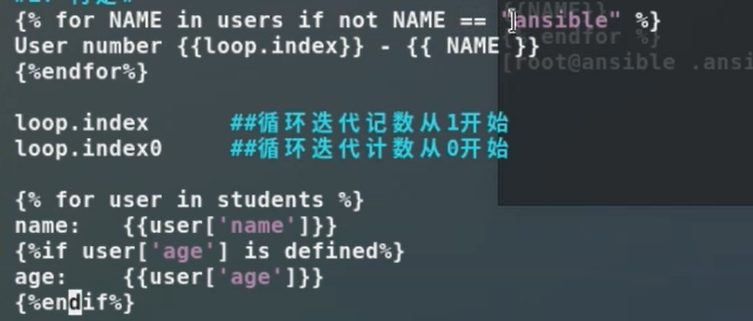 {% for NAME in users if not NAME == "ansible" %}
User number {{loop.index}} - {{ NAME }}
{%endfor%}
{{NAME}}
{% endfor %}
[root@ansible .ansi
loop.index ##循环迭代记数从1开始
loop.index0 ##循环迭代计数从0开始
{% for user in students %}
name: {{user['name']}}
{%if user['age'] is defined%}
age: {{user['age']}}
{%endif%}